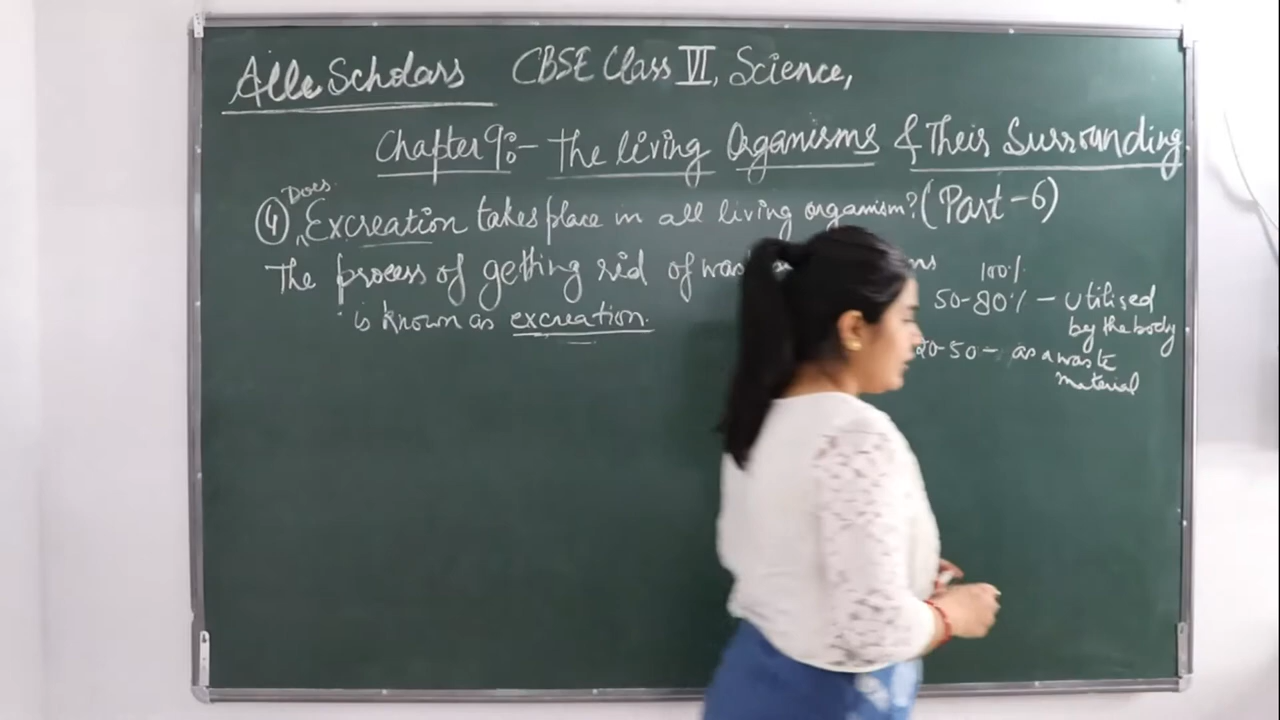 Alle Scholars CBSE Class VI, Science,
Chapter 9:- The living Organisms & Their Surrounding.
Does
④ Excreation takes place in all living organism? (Part-6)
The process of getting rid of
is known as excreation.
100%
50-80% - utilised
by the body
20-50 - as a waste
material